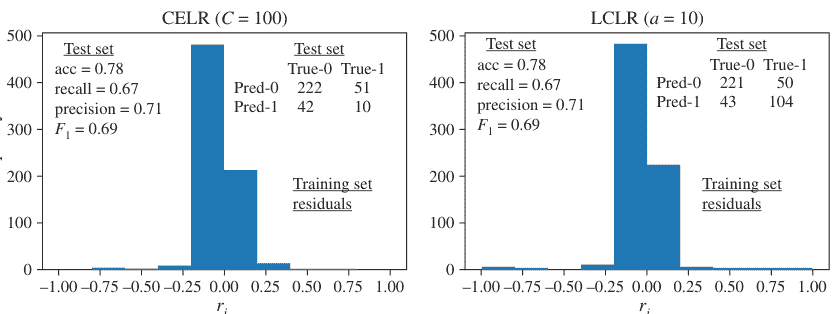 CELR (C = 100)
Test set
acc = 0.78
recall = 0.67
precision = 0.71
F1 = 0.69
Test set
True-0 True-1
Pred-0 222 51
Pred-1 42 10
Training set
residuals
500
400
300
200
100
0
−1.00 −0.75 −0.50 −0.25 0.00 0.25 0.50 0.75 1.00
ri
LCLR (a = 10)
Test set
acc = 0.78
recall = 0.67
precision = 0.71
F1 = 0.69
Test set
True-0 True-1
Pred-0 221 50
Pred-1 43 104
Training set
residuals
500
400
300
200
100
0
−1.00 −0.75 −0.50 −0.25 0.00 0.25 0.50 0.75 1.00
ri